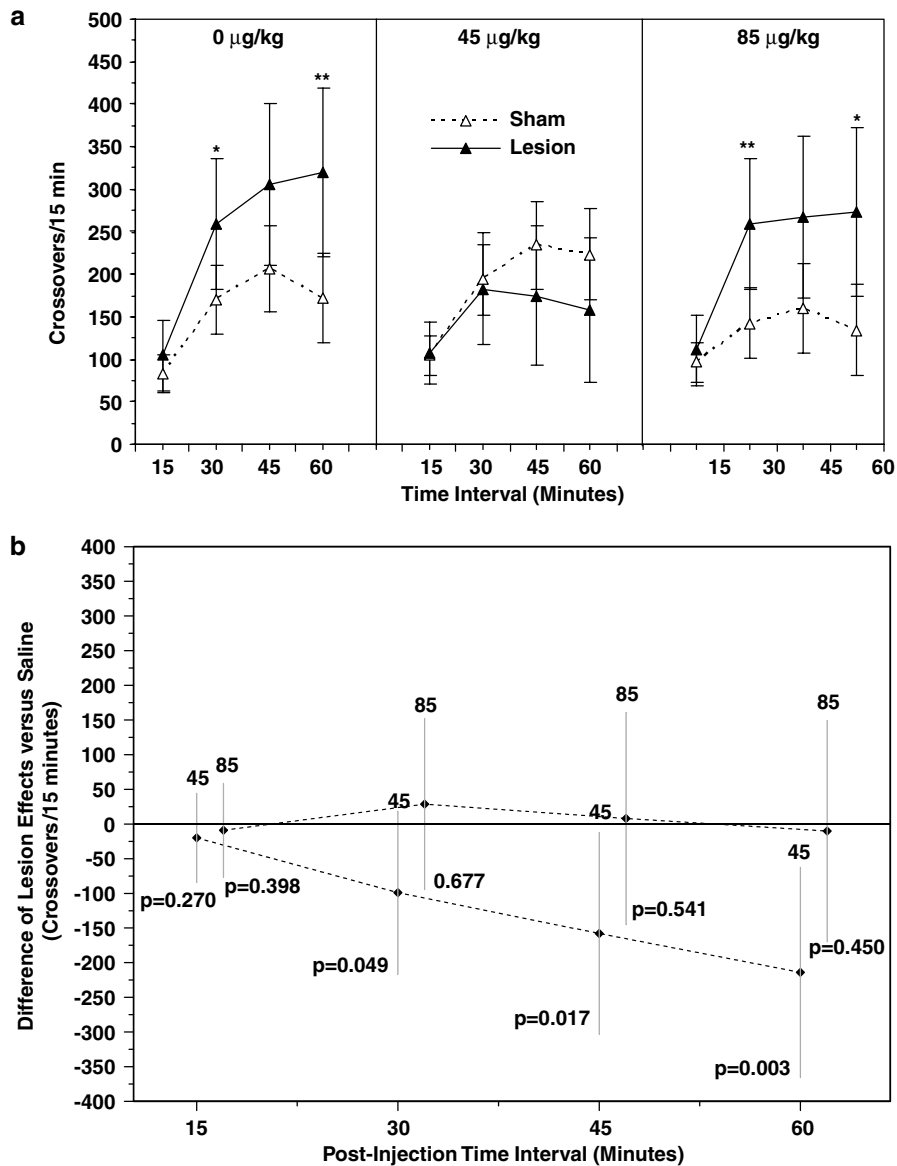 a
0 μg/kg 45 μg/kg 85 μg/kg
500
450
400
350
300
250
200
150
100
50
0
Crossovers/15 min
* ** ** *
Sham
Lesion
15 30 45 60 15 30 45 60 15 30 45 60
Time Interval (Minutes)
b
400
350
300
250
200
150
100
50
0
-50
-100
-150
-200
-250
-300
-350
-400
Difference of Lesion Effects versus Saline
(Crossovers/15 minutes)
45 85 85 85 85
45 45 45
p=0.270 p=0.398 0.677 p=0.541 p=0.450
p=0.049 p=0.017 p=0.003
15 30 45 60
Post-Injection Time Interval (Minutes)